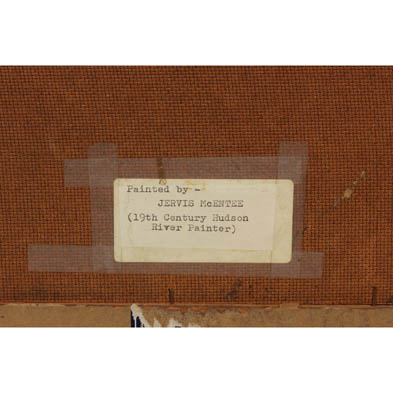 Painted by -
JERVIS McENTEE
(19th Century Hudson
River Painter)